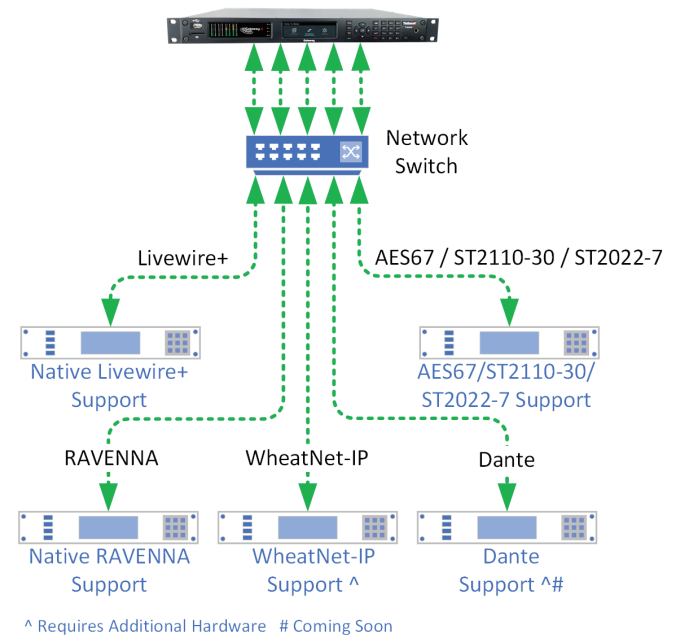 Network
Switch
Livewire+
AES67 / ST2110-30 / ST2022-7
Native Livewire+
Support
AES67/ST2110-30/
ST2022-7 Support
RAVENNA
WheatNet-IP
Dante
Native RAVENNA
Support
WheatNet-IP
Support ^
Dante
Support ^#
^ Requires Additional Hardware # Coming Soon